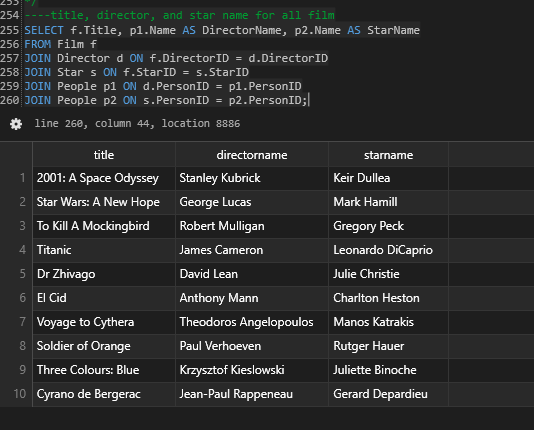 253 */
254 ----title, director, and star name for all film
255 SELECT f.Title, p1.Name AS DirectorName, p2.Name AS StarName
256 FROM Film f
257 JOIN Director d ON f.DirectorID = d.DirectorID
258 JOIN Star s ON f.StarID = s.StarID
259 JOIN People p1 ON d.PersonID = p1.PersonID
260 JOIN People p2 ON s.PersonID = p2.PersonID;
line 260, column 44, location 8886
title directorname starname
1 2001: A Space Odyssey Stanley Kubrick Keir Dullea
2 Star Wars: A New Hope George Lucas Mark Hamill
3 To Kill A Mockingbird Robert Mulligan Gregory Peck
4 Titanic James Cameron Leonardo DiCaprio
5 Dr Zhivago David Lean Julie Christie
6 El Cid Anthony Mann Charlton Heston
7 Voyage to Cythera Theodoros Angelopoulos Manos Katrakis
8 Soldier of Orange Paul Verhoeven Rutger Hauer
9 Three Colours: Blue Krzysztof Kieslowski Juliette Binoche
10 Cyrano de Bergerac Jean-Paul Rappeneau Gerard Depardieu